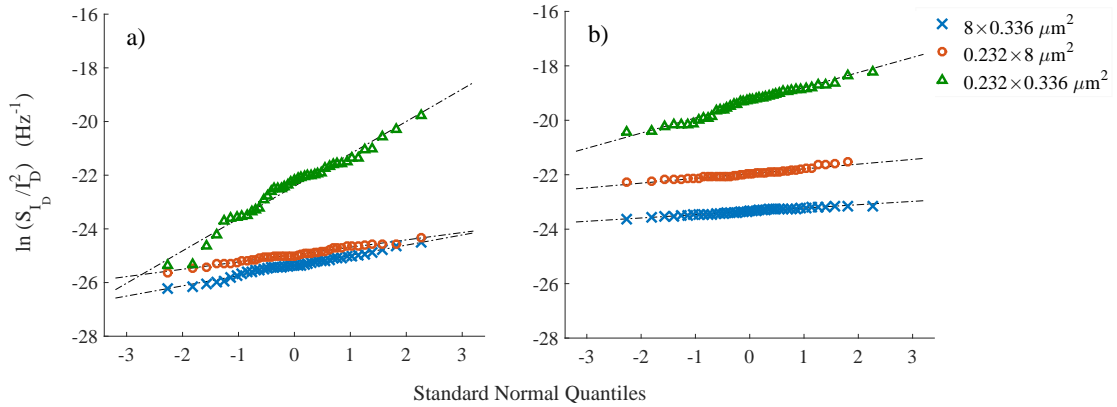 a)
b)
ln (S_{I_D}/I_D^2) (Hz^{-1})
-16
-18
-20
-22
-24
-26
-28
-3 -2 -1 0 1 2 3
-16
-18
-20
-22
-24
-26
-28
-3 -2 -1 0 1 2 3
Standard Normal Quantiles
8×0.336 μm²
0.232×8 μm²
0.232×0.336 μm²